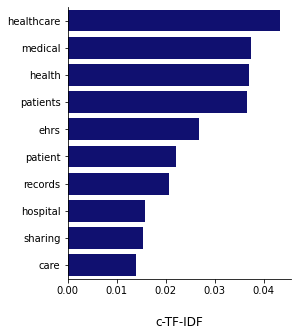 healthcare
medical
health
patients
ehrs
patient
records
hospital
sharing
care
0.00 0.01 0.02 0.03 0.04
c-TF-IDF